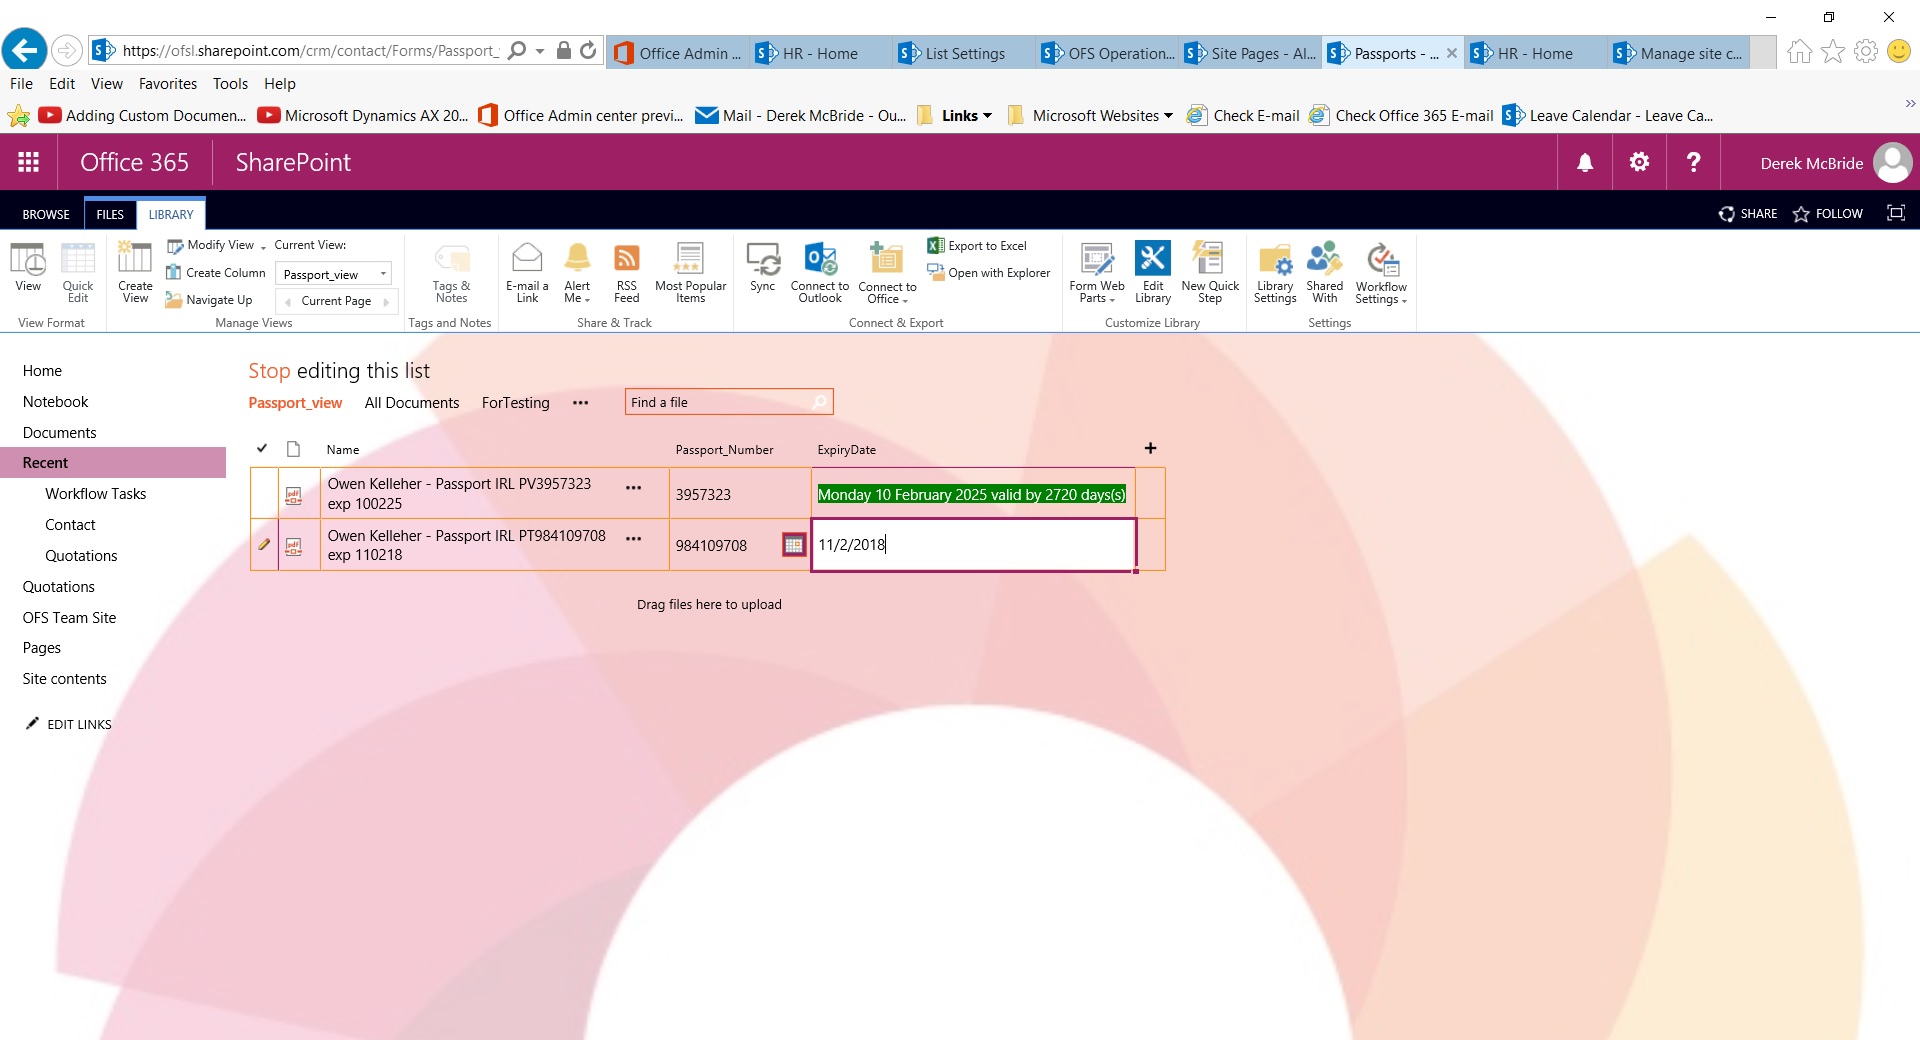 https://ofsl.sharepoint.com/crm/contact/Forms/Passport_
Office Admin ...
HR - Home
List Settings
OFS Operation...
Site Pages - Al...
Passports - ...
HR - Home
Manage site c...
File Edit View Favorites Tools Help
Adding Custom Documen...
Microsoft Dynamics AX 20...
Office Admin center previ...
Mail - Derek McBride - Ou...
Links
Microsoft Websites
Check E-mail
Check Office 365 E-mail
Leave Calendar - Leave Ca...
Office 365
SharePoint
?
Derek McBride
BROWSE FILES LIBRARY
SHARE FOLLOW
View
Quick
Edit
View Format
Create
View
Modify View
Create Column
Navigate Up
Current View:
Passport_view
Current Page
Manage Views
Tags &
Notes
Tags and Notes
E-mail a
Link
Alert
Me
RSS
Feed
Most Popular
Items
Share & Track
Sync
Connect to
Outlook
Connect to
Office
Export to Excel
Open with Explorer
Connect & Export
Form Web
Parts
Edit
Library
New Quick
Step
Customize Library
Library
Settings
Shared
With
Workflow
Settings
Settings
Home
Notebook
Documents
Recent
Workflow Tasks
Contact
Quotations
Quotations
OFS Team Site
Pages
Site contents
EDIT LINKS
Stop editing this list
Passport_view All Documents ForTesting ...
Find a file
Name Passport_Number ExpiryDate +
Owen Kelleher - Passport IRL PV3957323
exp 100225
...
3957323
Monday 10 February 2025 valid by 2720 days(s)
Owen Kelleher - Passport IRL PT984109708
exp 110218
...
984109708
11/2/2018
Drag files here to upload